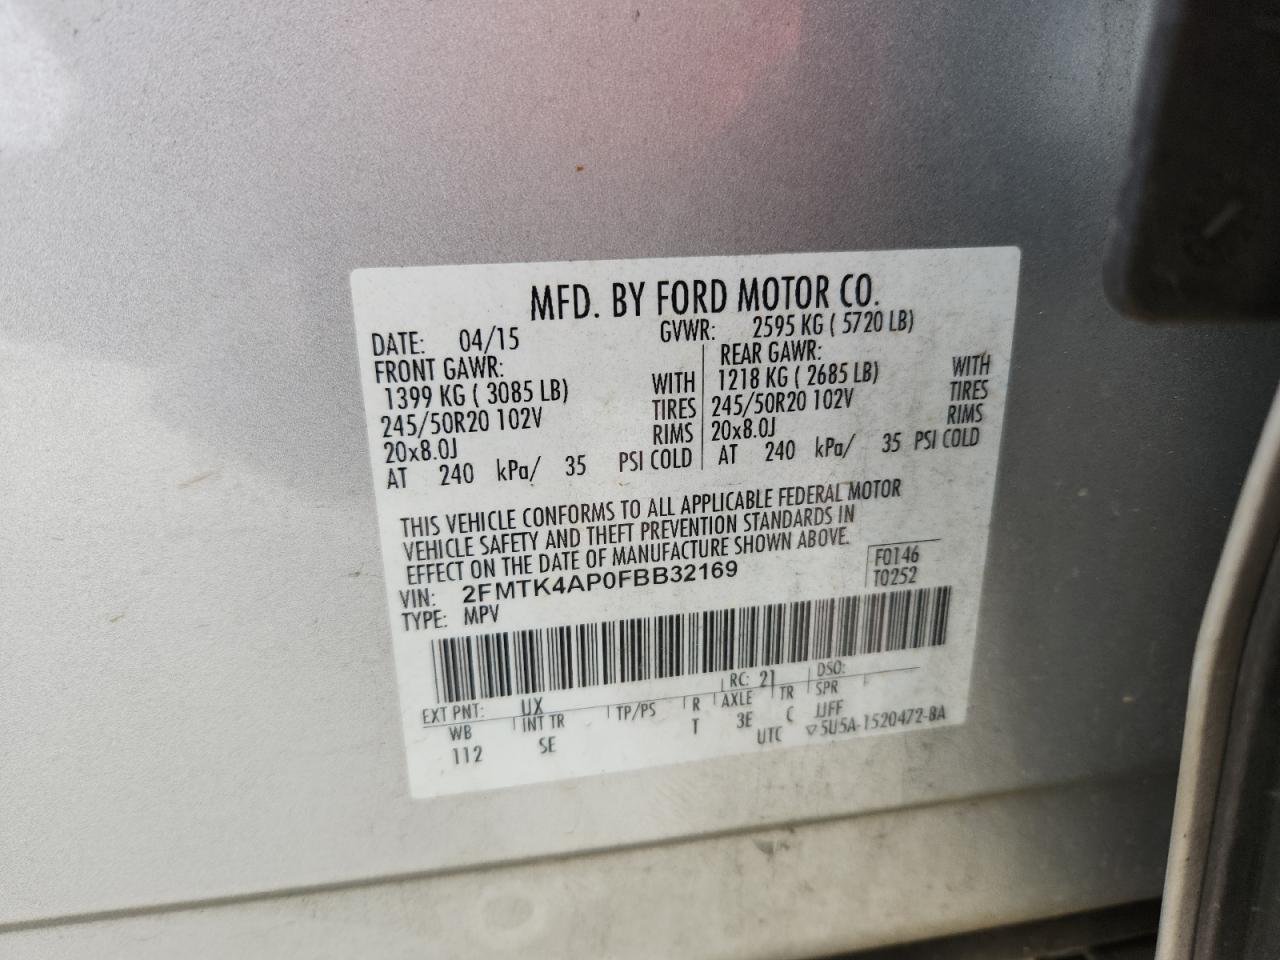 MFD. BY FORD MOTOR CO.
DATE: 04/15 GVWR: 2595 KG ( 5720 LB)
FRONT GAWR: REAR GAWR:
1399 KG ( 3085 LB) WITH 1218 KG ( 2685 LB) WITH
245/50R20 102V TIRES 245/50R20 102V TIRES
20x8.0J RIMS 20x8.0J RIMS
AT 240 kPa/ 35 PSI COLD AT 240 kPa/ 35 PSI COLD
THIS VEHICLE CONFORMS TO ALL APPLICABLE FEDERAL MOTOR
VEHICLE SAFETY AND THEFT PREVENTION STANDARDS IN
EFFECT ON THE DATE OF MANUFACTURE SHOWN ABOVE.
VIN: 2FMTK4AP0FBB32169 F0146
TYPE: MPV T0252
EXT PNT: UX RC: 21 DSO:
WB INT TR TP/PS R AXLE TR SPR
112 SE T 3E C JJFF
UTC ▽5U5A-1520472-BA